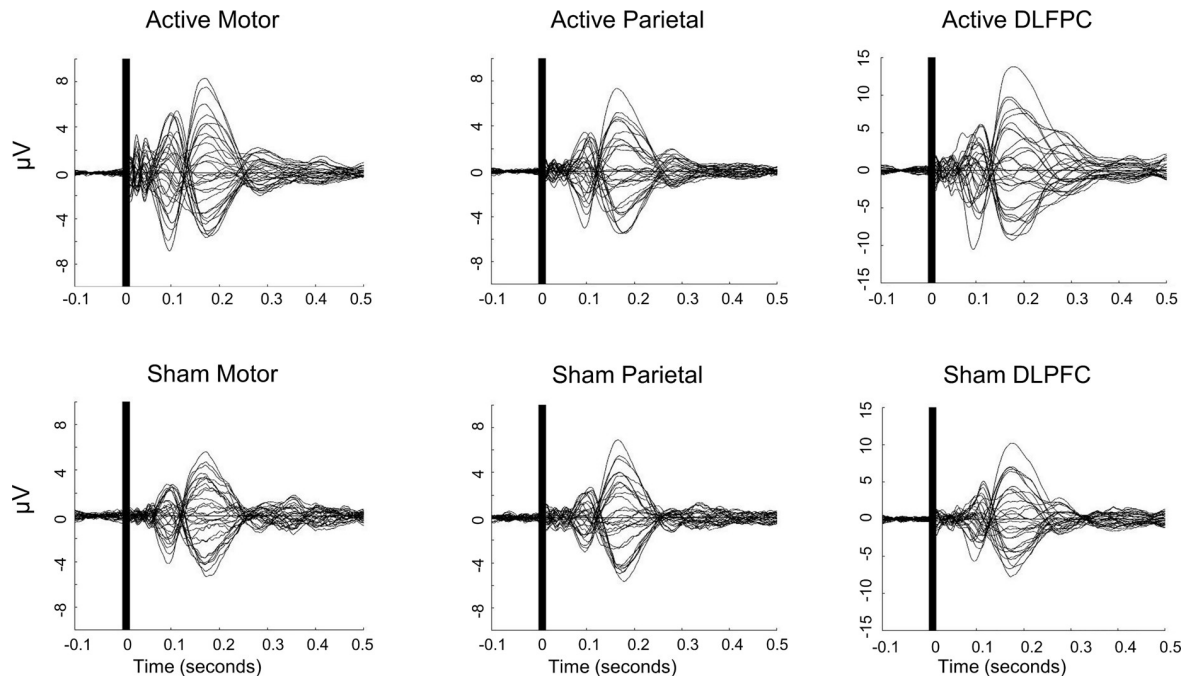 Active Motor Active Parietal Active DLFPC
8 8 15
4 4 10
5
µV 0 0 0
-4 -4 -5
-8 -8 -10
-15
-0.1 0 0.1 0.2 0.3 0.4 0.5 -0.1 0 0.1 0.2 0.3 0.4 0.5 -0.1 0 0.1 0.2 0.3 0.4 0.5
Sham Motor Sham Parietal Sham DLPFC
8 8 15
4 4 10
5
µV 0 0 0
-4 -4 -5
-8 -8 -10
-15
-0.1 0 0.1 0.2 0.3 0.4 0.5 -0.1 0 0.1 0.2 0.3 0.4 0.5 -0.1 0 0.1 0.2 0.3 0.4 0.5
Time (seconds) Time (seconds) Time (seconds)